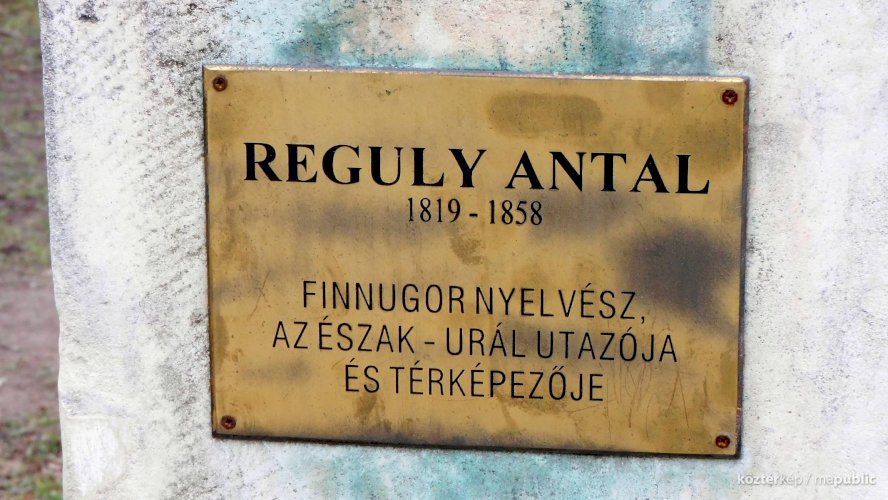 REGULY ANTAL
1819 - 1858
FINNUGOR NYELVÉSZ,
AZ ÉSZAK - URÁL UTAZÓJA
ÉS TÉRKÉPEZŐJE
köztérkép / mapublic